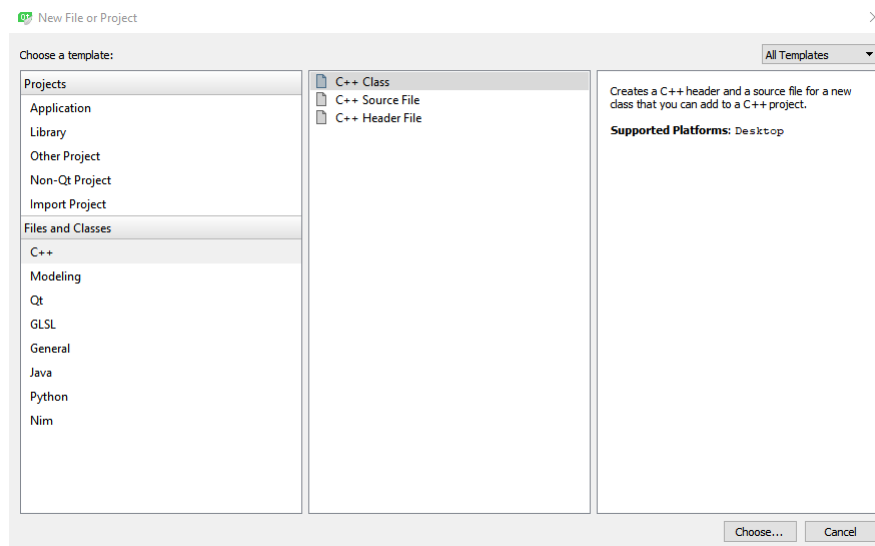 New File or Project
Choose a template:
All Templates
Projects
Application
Library
Other Project
Non-Qt Project
Import Project
Files and Classes
C++
Modeling
Qt
GLSL
General
Java
Python
Nim
C++ Class
C++ Source File
C++ Header File
Creates a C++ header and a source file for a new
class that you can add to a C++ project.
Supported Platforms: Desktop
Choose...
Cancel